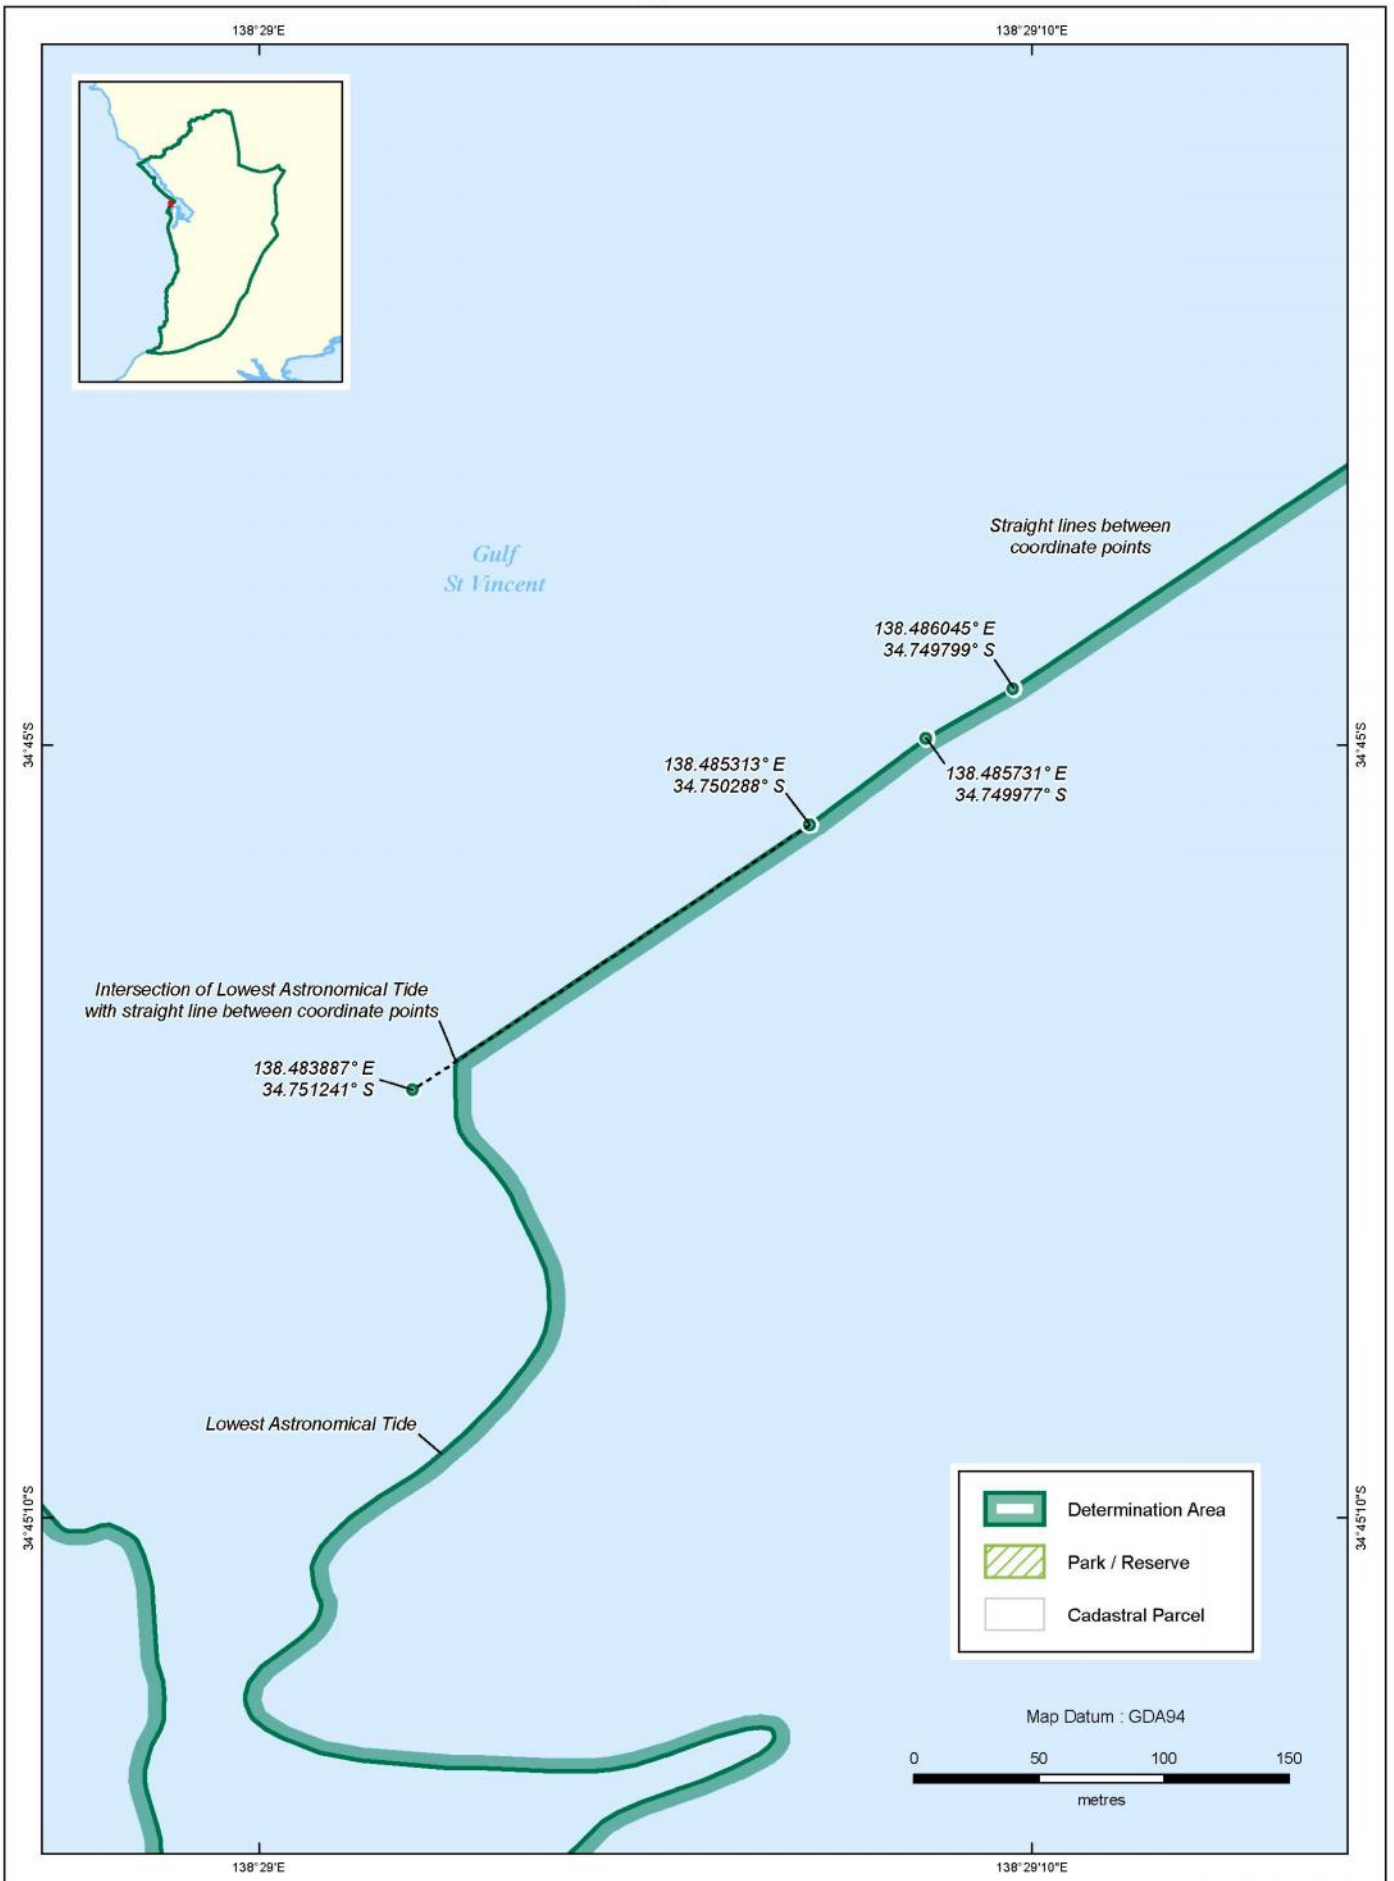 138°29'E
138°29'10"E
Straight lines between
coordinate points
Gulf
St Vincent
138.486045° E
34.749799° S
34°45'S
34°45'S
138.485313° E
34.750288° S
138.485731° E
34.749977° S
Intersection of Lowest Astronomical Tide
with straight line between coordinate points
138.483887° E
34.751241° S
Lowest Astronomical Tide
34°45'10"S
34°45'10"S
Determination Area
Park / Reserve
Cadastral Parcel
Map Datum : GDA94
0 50 100 150
metres
138°29'E
138°29'10"E